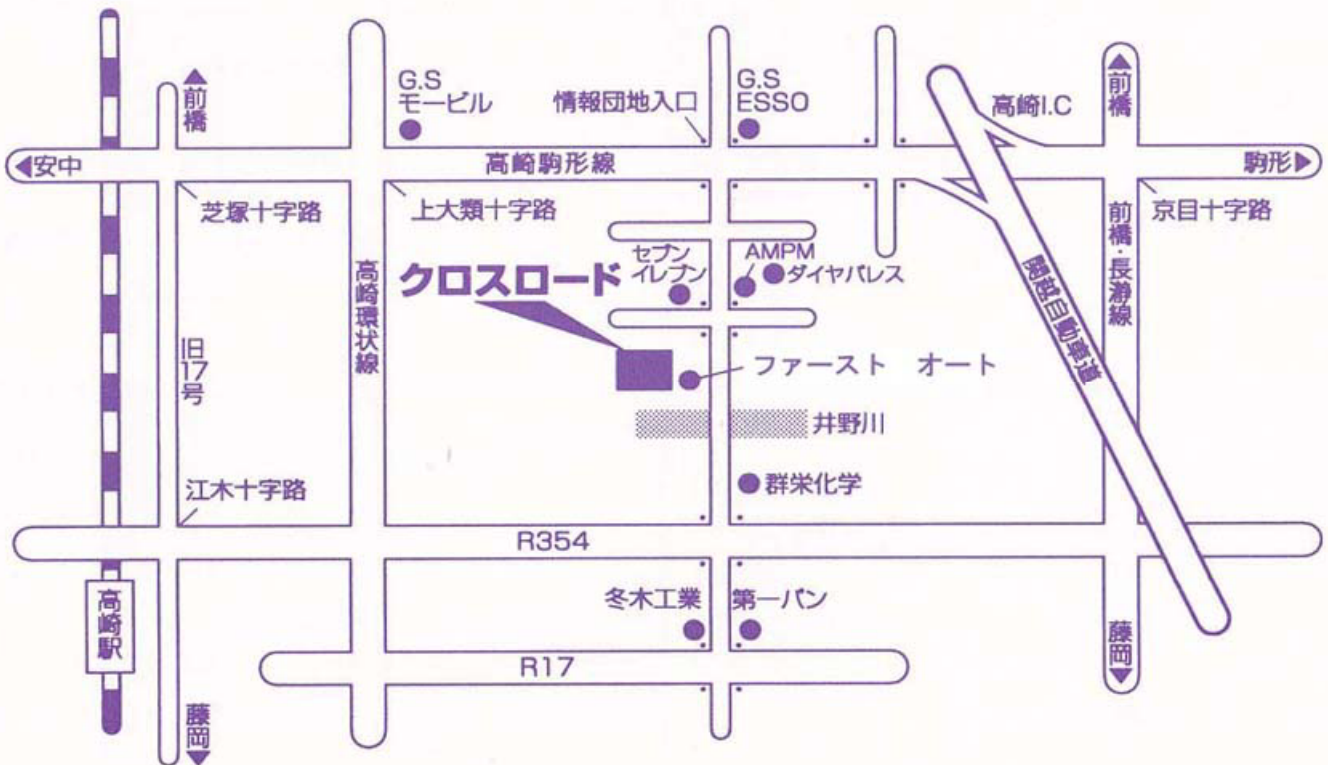 ▲前橋
G.S
モービル
情報団地入口
G.S
ESSO
高崎I.C
▲前橋
◀安中
高崎駒形線
駒形▶
芝塚十字路
上大類十字路
京目十字路
前橋・長瀞線
高崎環状線
クロスロード
セブン
イレブン
AMPM
ダイヤパレス
関越自動車道
旧17号
ファースト オート
井野川
江木十字路
群栄化学
R354
高崎駅
冬木工業
第一パン
R17
藤岡▼
藤岡▼